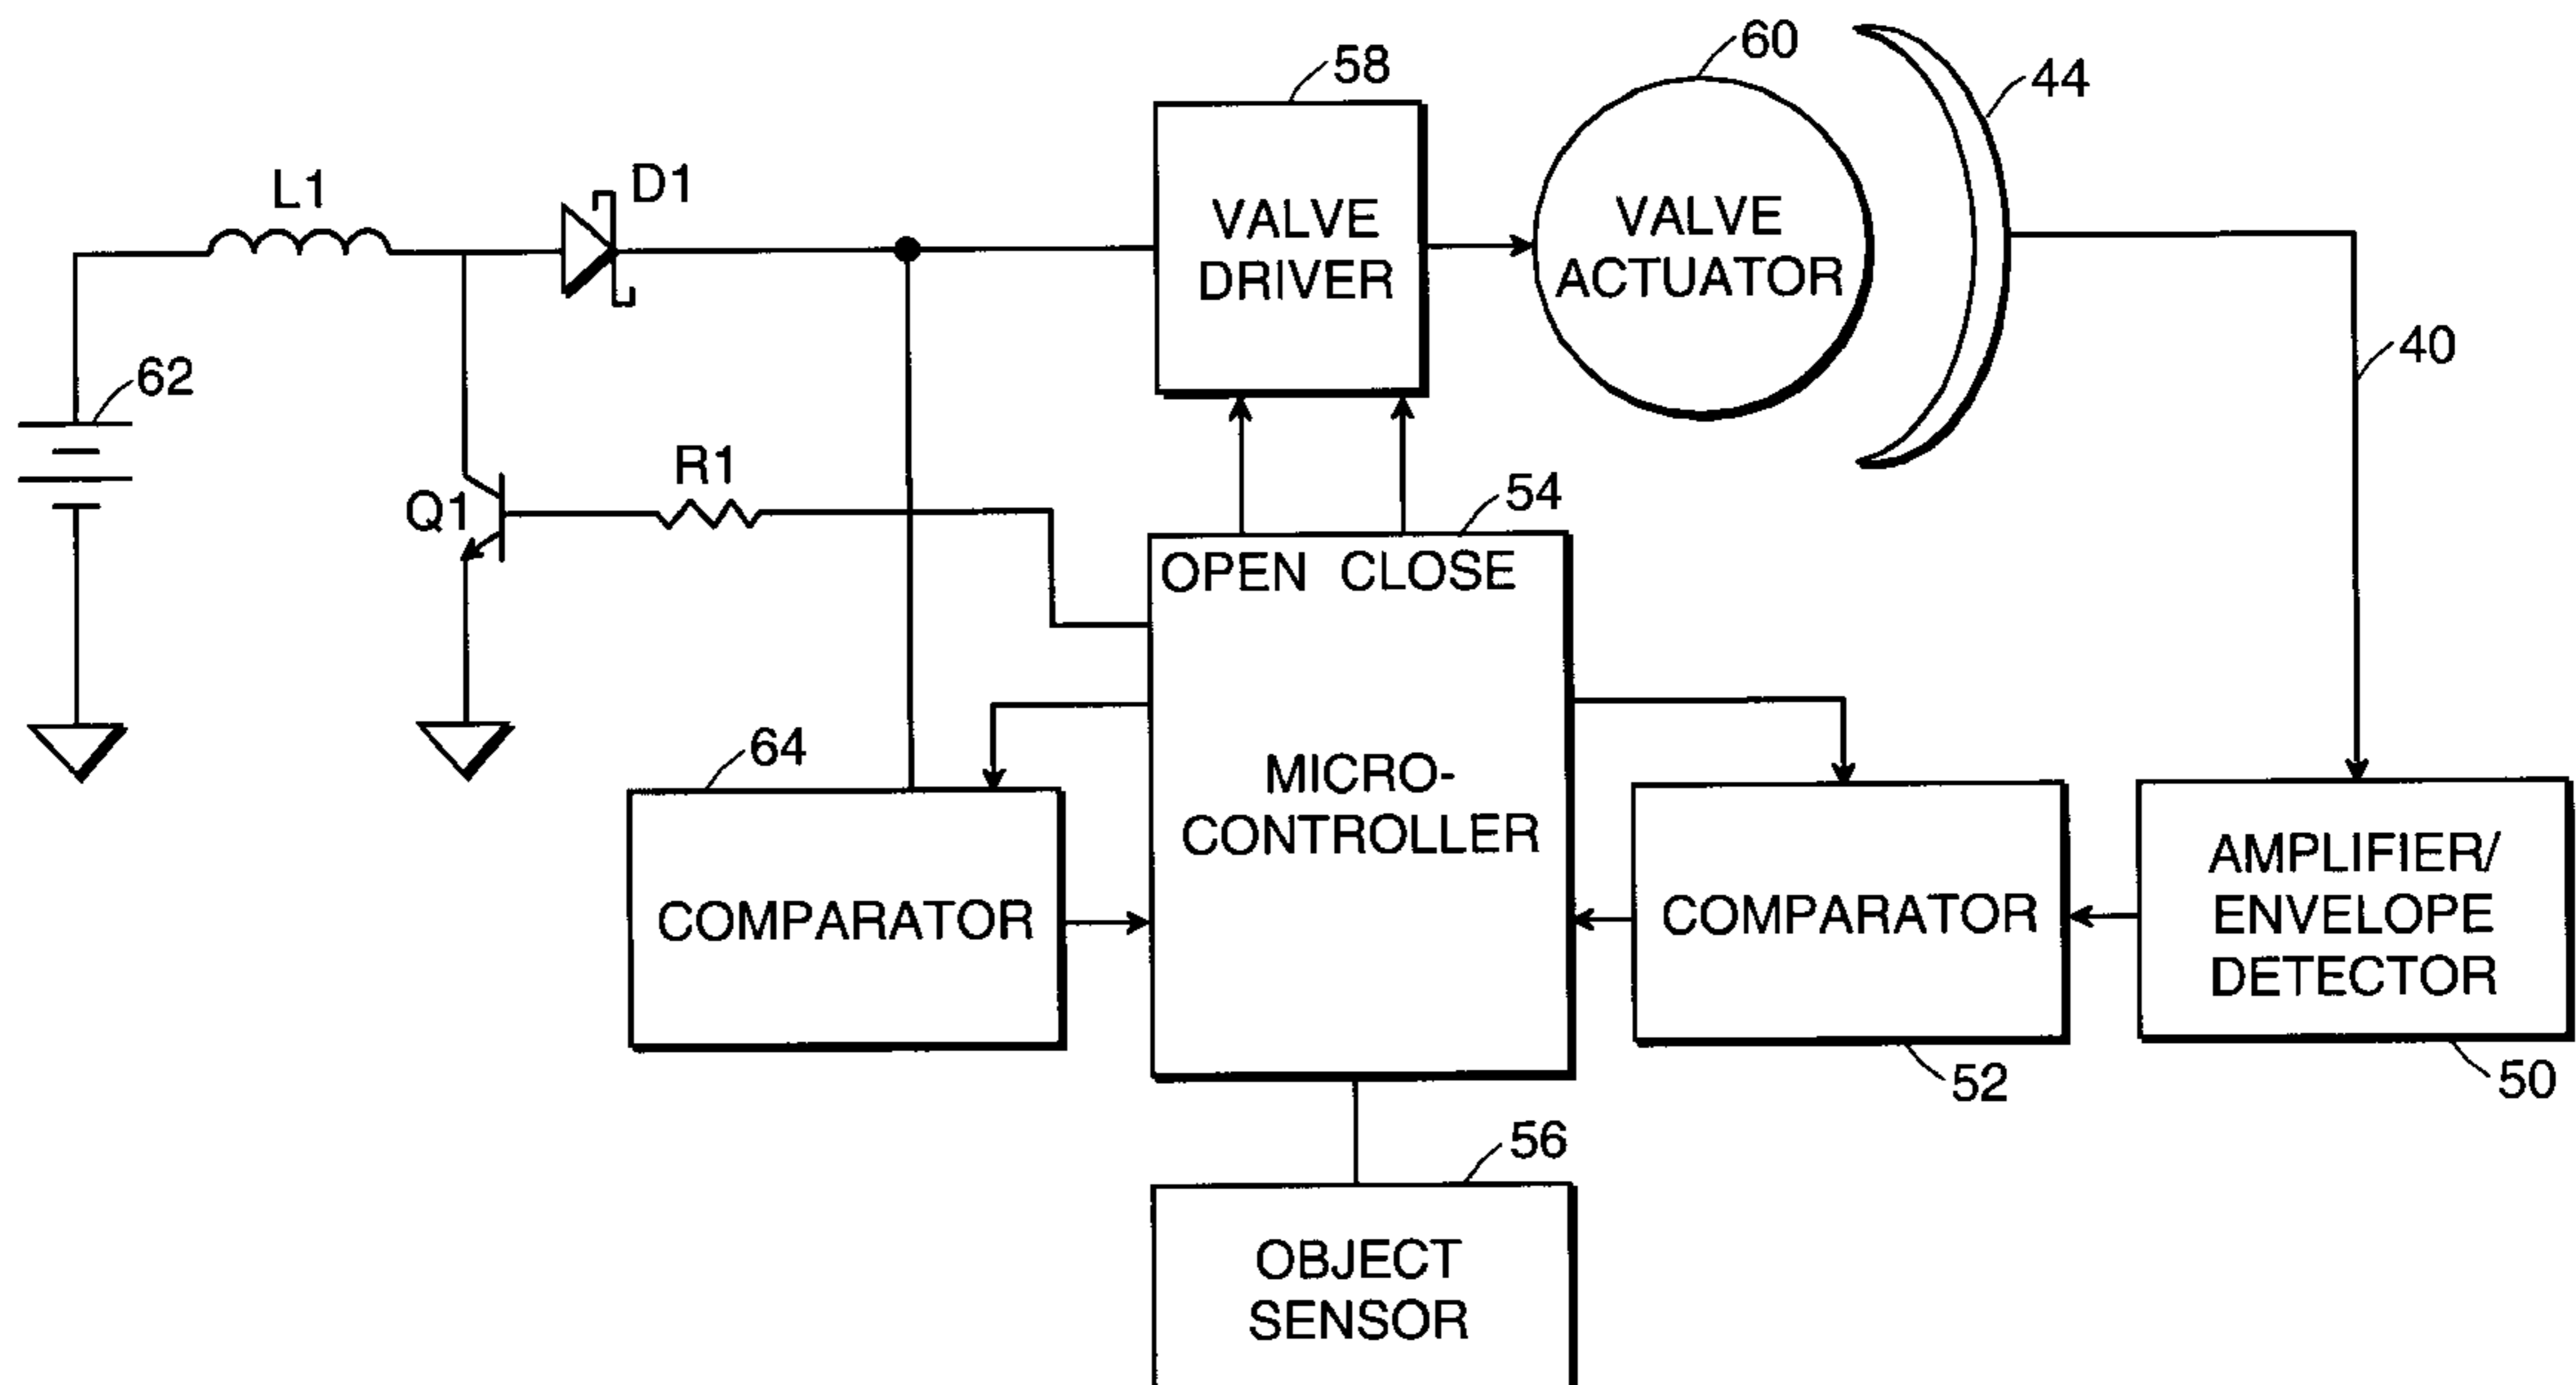 60
58
44
D1
L1
VALVE
DRIVER
VALVE
ACTUATOR
40
62
R1
54
Q1
OPEN CLOSE
64
MICRO-
CONTROLLER
COMPARATOR
COMPARATOR
AMPLIFIER/
ENVELOPE
DETECTOR
52
50
56
OBJECT
SENSOR